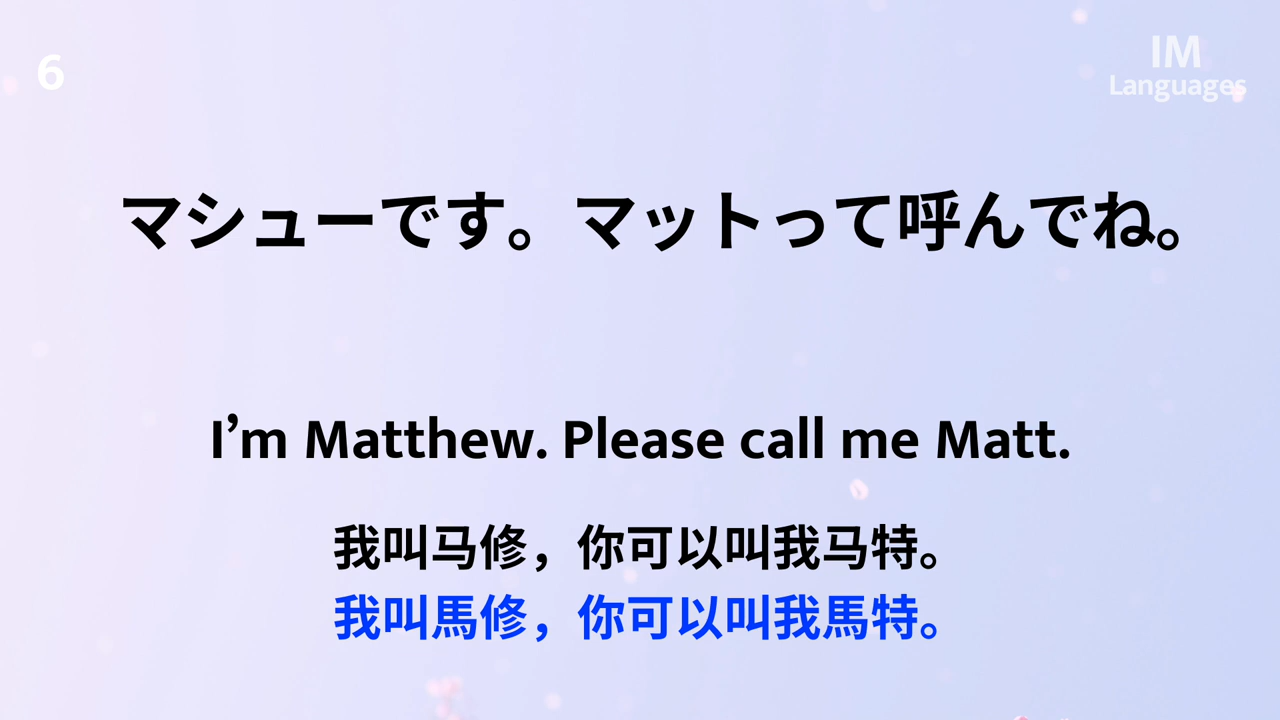 6
IM
Languages
マシューです。マットって呼んでね。
I’m Matthew. Please call me Matt.
我叫马修，你可以叫我马特。
我叫馬修，你可以叫我馬特。